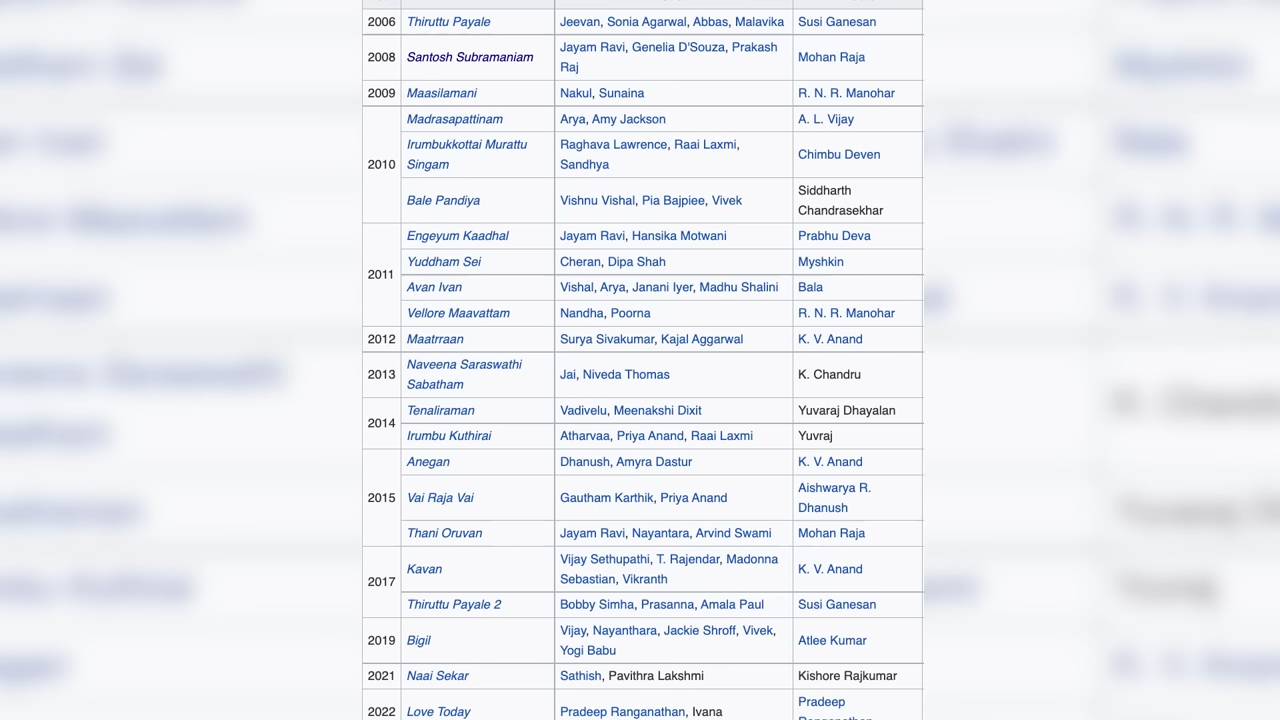 2006 Thiruttu Payale Jeevan, Sonia Agarwal, Abbas, Malavika Susi Ganesan
2008 Santosh Subramaniam Jayam Ravi, Genelia D'Souza, Prakash Mohan Raja
Raj
2009 Maasilamani Nakul, Sunaina R. N. R. Manohar
2010 Madrasapattinam Arya, Amy Jackson A. L. Vijay
Irumbukkottai Murattu Raghava Lawrence, Raai Laxmi, Chimbu Deven
Singam Sandhya
Bale Pandiya Vishnu Vishal, Pia Bajpiee, Vivek Siddharth
Chandrasekhar
2011 Engeyum Kaadhal Jayam Ravi, Hansika Motwani Prabhu Deva
Yuddham Sei Cheran, Dipa Shah Myshkin
Avan Ivan Vishal, Arya, Janani Iyer, Madhu Shalini Bala
Vellore Maavattam Nandha, Poorna R. N. R. Manohar
2012 Maatrraan Surya Sivakumar, Kajal Aggarwal K. V. Anand
2013 Naveena Saraswathi Jai, Niveda Thomas K. Chandru
Sabatham
2014 Tenaliraman Vadivelu, Meenakshi Dixit Yuvaraj Dhayalan
Irumbu Kuthirai Atharvaa, Priya Anand, Raai Laxmi Yuvraj
2015 Anegan Dhanush, Amyra Dastur K. V. Anand
Vai Raja Vai Gautham Karthik, Priya Anand Aishwarya R.
Dhanush
Thani Oruvan Jayam Ravi, Nayantara, Arvind Swami Mohan Raja
2017 Kavan Vijay Sethupathi, T. Rajendar, Madonna K. V. Anand
Sebastian, Vikranth
Thiruttu Payale 2 Bobby Simha, Prasanna, Amala Paul Susi Ganesan
2019 Bigil Vijay, Nayanthara, Jackie Shroff, Vivek, Atlee Kumar
Yogi Babu
2021 Naai Sekar Sathish, Pavithra Lakshmi Kishore Rajkumar
2022 Love Today Pradeep Ranganathan, Ivana Pradeep